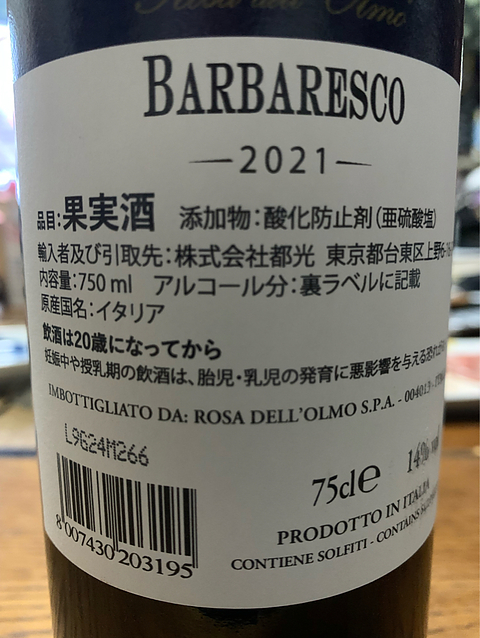 BARBARESCO
2021
品目:果実酒 添加物:酸化防止剤(亜硫酸塩)
輸入者及び引取先:株式会社都光 東京都台東区上野
内容量:750 ml アルコール分:裏ラベルに記載
原産国名:イタリア
飲酒は20歳になってから
妊娠中や授乳期の飲酒は、胎児・乳児の発育に悪影響を与える
IMBOTTIGLIATO DA: ROSA DELL'OLMO S.P.A. - 004013
L9G24M266
75cl e 14%
PRODOTTO IN ITALIA
8 007430 203195
CONTIENE SOLFITI - CONTAINS